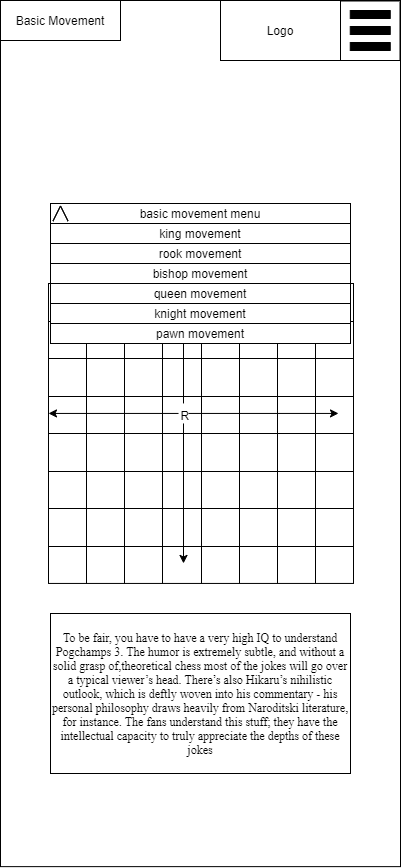 Basic Movement
Logo
basic movement menu
king movement
rook movement
bishop movement
queen movement
knight movement
pawn movement
R
To be fair, you have to have a very high IQ to understand
Pogchamps 3. The humor is extremely subtle, and without a
solid grasp of,theoretical chess most of the jokes will go over
a typical viewer’s head. There’s also Hikaru’s nihilistic
outlook, which is deftly woven into his commentary - his
personal philosophy draws heavily from Naroditski literature,
for instance. The fans understand this stuff; they have the
intellectual capacity to truly appreciate the depths of these
jokes